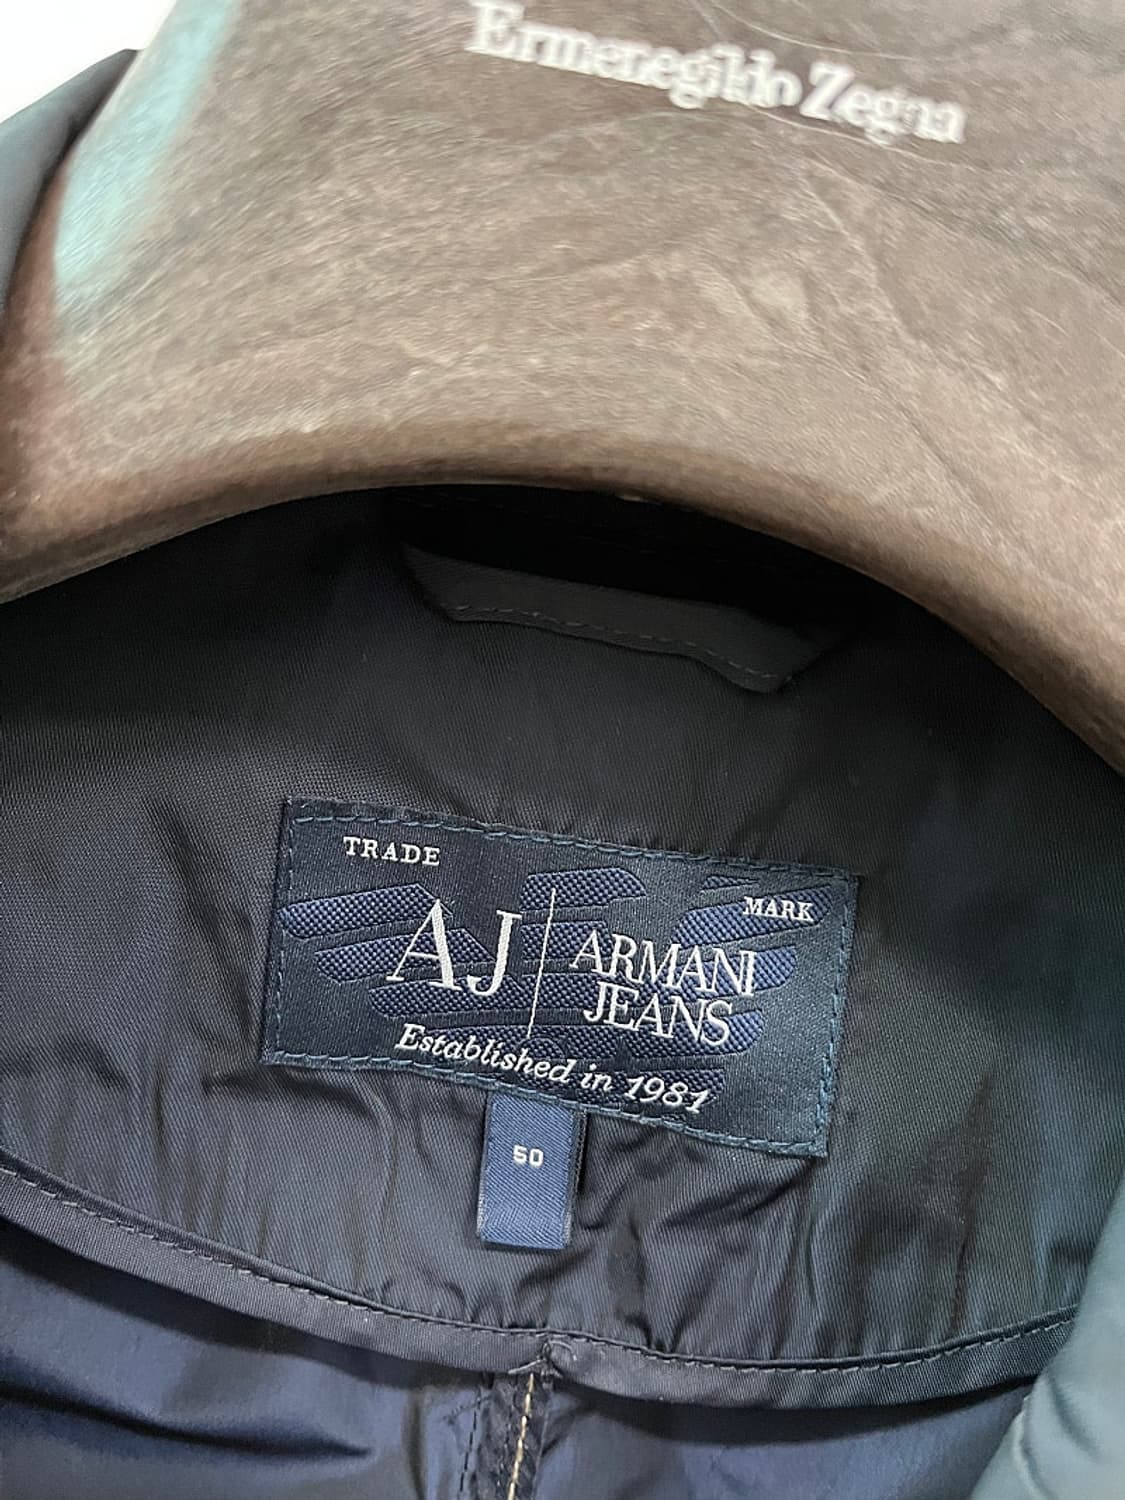 Ermenegildo Zegna
TRADE
MARK
AJ
ARMANI
JEANS
Established in 1981
50